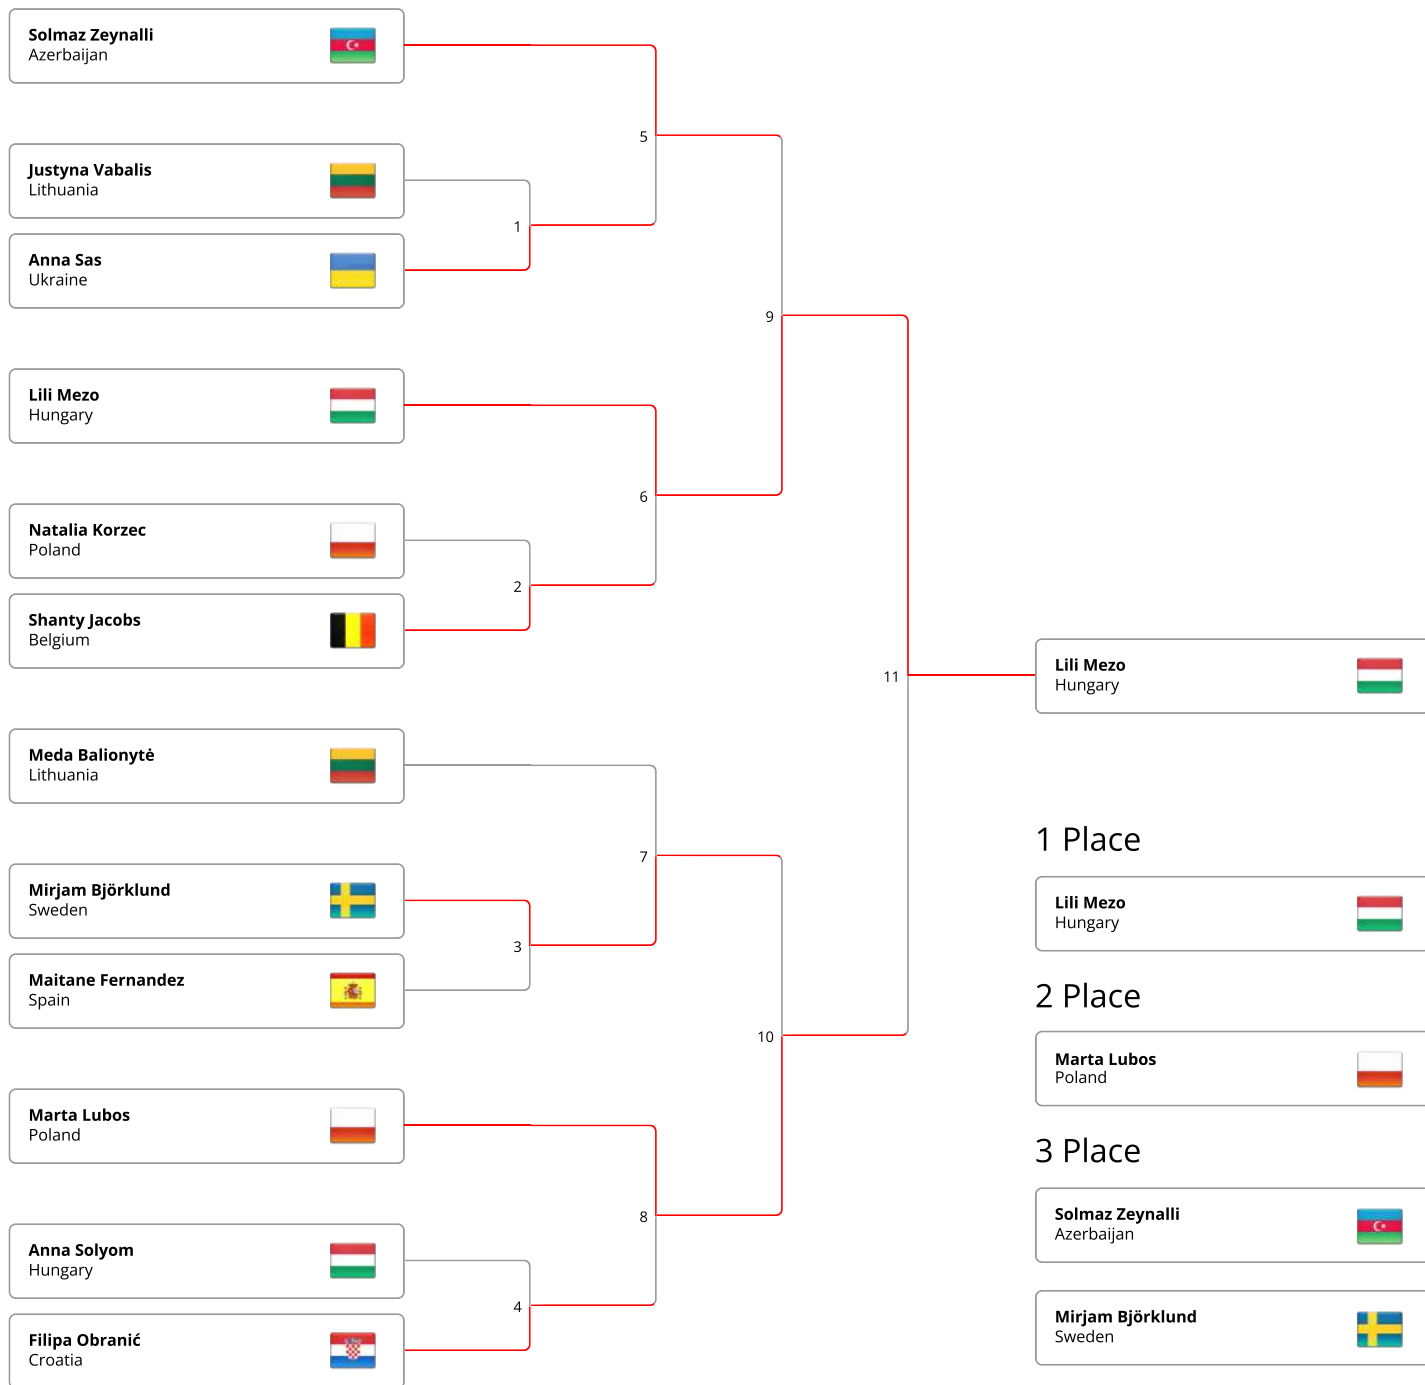 Solmaz Zeynalli
Azerbaijan
5
Justyna Vabalis
Lithuania
1
Anna Sas
Ukraine
9
Lili Mezo
Hungary
6
Natalia Korzec
Poland
2
Shanty Jacobs
Belgium
11
Lili Mezo
Hungary
Meda Balionytė
Lithuania
7
Mirjam Björklund
Sweden
3
Maitane Fernandez
Spain
10
Marta Lubos
Poland
8
Anna Solyom
Hungary
4
Filipa Obranić
Croatia
1 Place
Lili Mezo
Hungary
2 Place
Marta Lubos
Poland
3 Place
Solmaz Zeynalli
Azerbaijan
Mirjam Björklund
Sweden